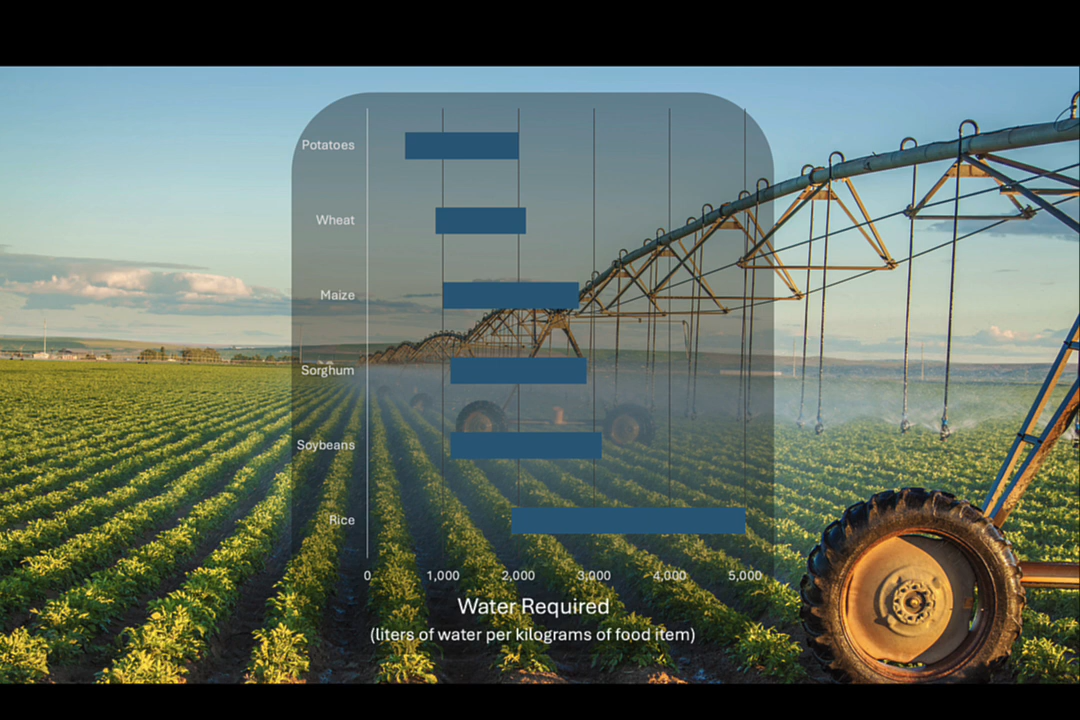 Potatoes
Wheat
Maize
Sorghum
Soybeans
Rice
0 1,000 2,000 3,000 4,000 5,000
Water Required
(liters of water per kilograms of food item)